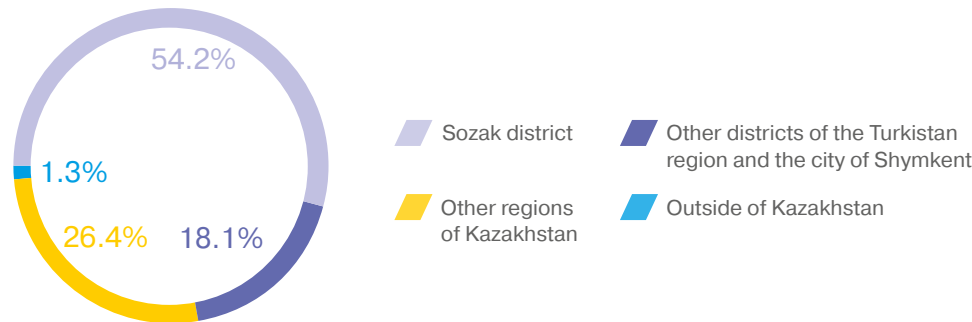 54.2%
1.3%
26.4%
18.1%
Sozak district
Other districts of the Turkistan
region and the city of Shymkent
Other regions
of Kazakhstan
Outside of Kazakhstan